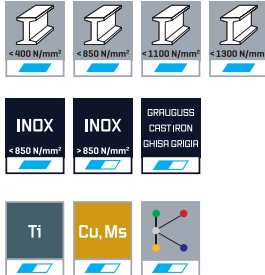 <400 N/mm²
<850 N/mm²
<1100 N/mm²
<1300 N/mm²
INOX
<850 N/mm²
INOX
>850 N/mm²
GRAUGUSS
CAST IRON
GHISA GRIGIA
Ti
Cu, Ms